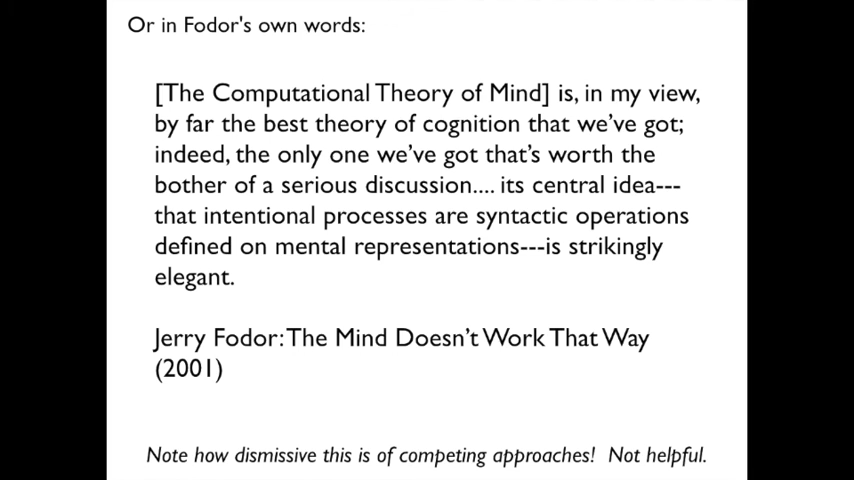 Or in Fodor's own words:
[The Computational Theory of Mind] is, in my view,
by far the best theory of cognition that we've got;
indeed, the only one we've got that's worth the
bother of a serious discussion.... its central idea---
that intentional processes are syntactic operations
defined on mental representations---is strikingly
elegant.
Jerry Fodor: The Mind Doesn't Work That Way
(2001)
Note how dismissive this is of competing approaches! Not helpful.